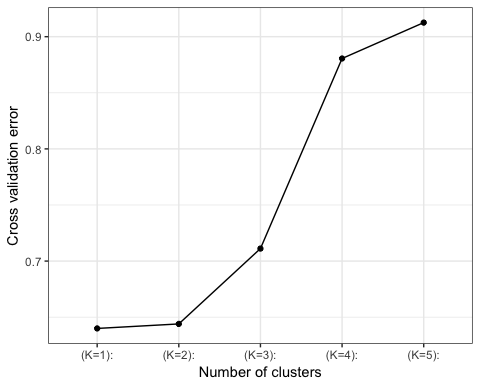 0.9
0.8
0.7
Cross validation error
(K=1): (K=2): (K=3): (K=4): (K=5):
Number of clusters